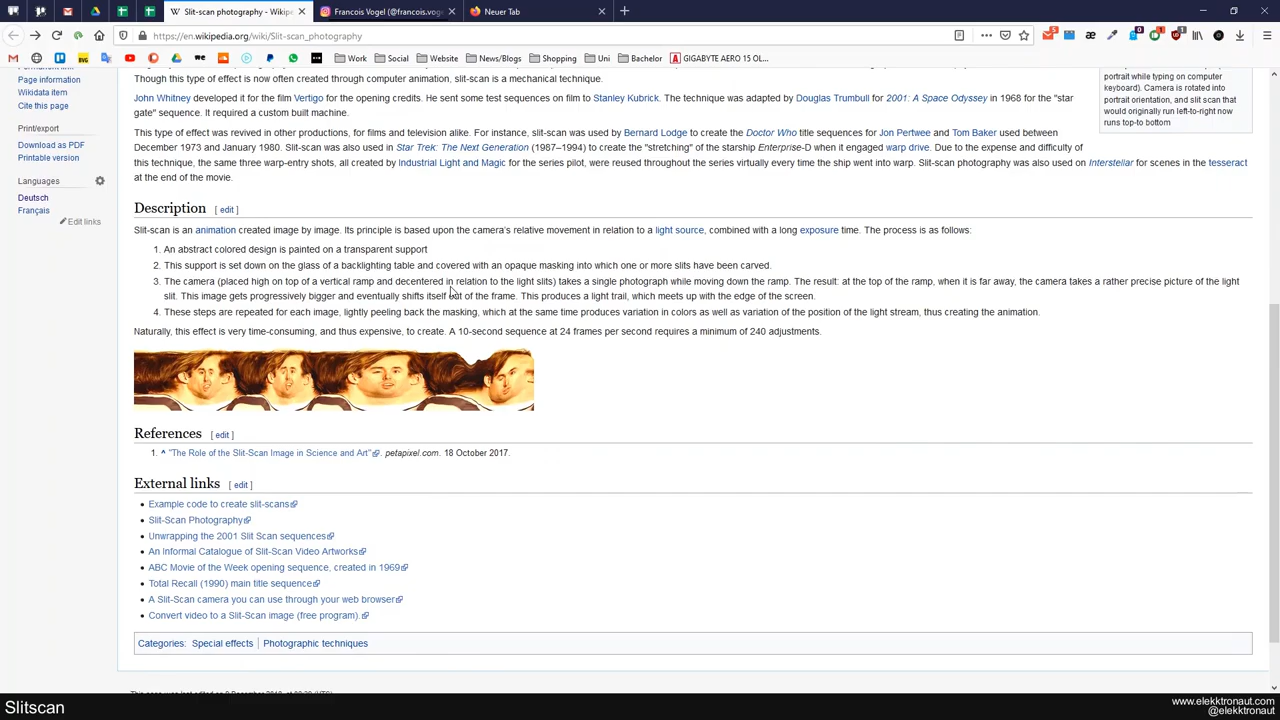 Slit-scan photography - Wikipe
Francois Vogel (@francois.vog
Neuer Tab
https://en.wikipedia.org/wiki/Slit-scan_photography
Work
Social
Website
News/Blogs
Shopping
Uni
Bachelor
GIGABYTE AERO 15 OL...
Page information
Wikidata item
Cite this page
Print/export
Download as PDF
Printable version
Languages
Deutsch
Français
Edit links
Though this type of effect is now often created through computer animation, slit-scan is a mechanical technique.
John Whitney developed it for the film Vertigo for the opening credits. He sent some test sequences on film to Stanley Kubrick. The technique was adapted by Douglas Trumbull for 2001: A Space Odyssey in 1968 for the "star
gate" sequence. It required a custom built machine.
This type of effect was revived in other productions, for films and television alike. For instance, slit-scan was used by Bernard Lodge to create the Doctor Who title sequences for Jon Pertwee and Tom Baker used between
December 1973 and January 1980. Slit-scan was also used in Star Trek: The Next Generation (1987–1994) to create the "stretching" of the starship Enterprise-D when it engaged warp drive. Due to the expense and difficulty of
this technique, the same three warp-entry shots, all created by Industrial Light and Magic for the series pilot, were reused throughout the series virtually every time the ship went into warp. Slit-scan photography was also used on Interstellar for scenes in the tesseract
at the end of the movie.
portrait while typing on computer
keyboard). Camera is rotated into
portrait orientation, and slit scan that
would originally run left-to-right now
runs top-to bottom
Description [ edit ]
Slit-scan is an animation created image by image. Its principle is based upon the camera's relative movement in relation to a light source, combined with a long exposure time. The process is as follows:
1. An abstract colored design is painted on a transparent support
2. This support is set down on the glass of a backlighting table and covered with an opaque masking into which one or more slits have been carved.
3. The camera (placed high on top of a vertical ramp and decentered in relation to the light slits) takes a single photograph while moving down the ramp. The result: at the top of the ramp, when it is far away, the camera takes a rather precise picture of the light
slit. This image gets progressively bigger and eventually shifts itself out of the frame. This produces a light trail, which meets up with the edge of the screen.
4. These steps are repeated for each image, lightly peeling back the masking, which at the same time produces variation in colors as well as variation of the position of the light stream, thus creating the animation.
Naturally, this effect is very time-consuming, and thus expensive, to create. A 10-second sequence at 24 frames per second requires a minimum of 240 adjustments.
References [ edit ]
1. ^ "The Role of the Slit-Scan Image in Science and Art". petapixel.com. 18 October 2017.
External links [ edit ]
• Example code to create slit-scans
• Slit-Scan Photography
• Unwrapping the 2001 Slit Scan sequences
• An Informal Catalogue of Slit-Scan Video Artworks
• ABC Movie of the Week opening sequence, created in 1969
• Total Recall (1990) main title sequence
• A Slit-Scan camera you can use through your web browser
• Convert video to a Slit-Scan image (free program).
Categories: Special effects | Photographic techniques
Slitscan
www.elekktronaut.com
@elekktronaut